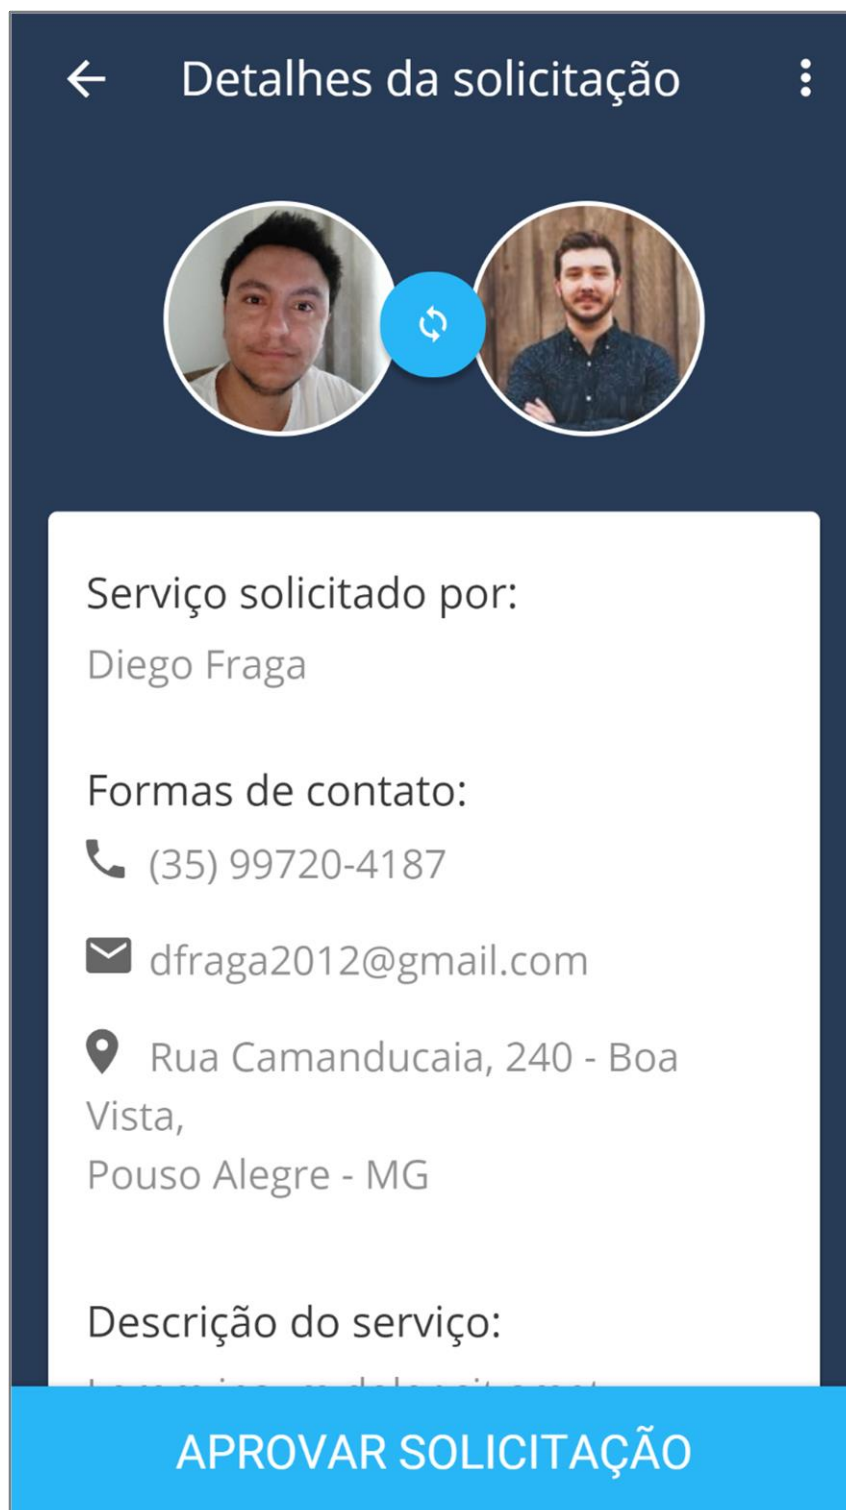 Detalhes da solicitação
Serviço solicitado por:
Diego Fraga
Formas de contato:
(35) 99720-4187
dfraga2012@gmail.com
Rua Camanducaia, 240 - Boa
Vista,
Pouso Alegre - MG
Descrição do serviço:
APROVAR SOLICITAÇÃO